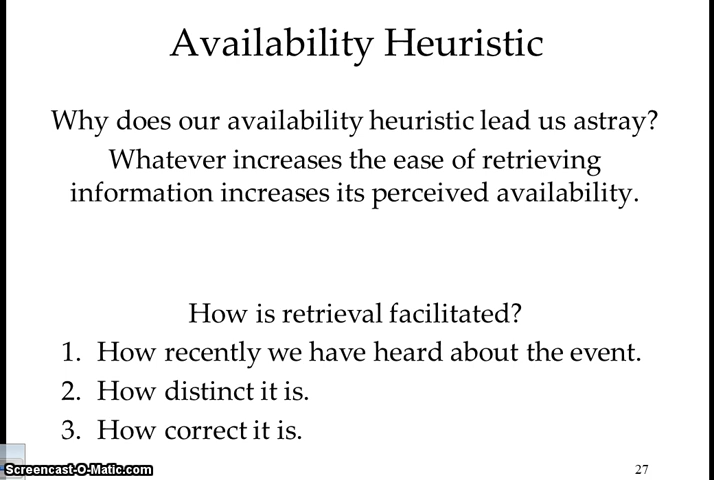 Availability Heuristic
Why does our availability heuristic lead us astray?
Whatever increases the ease of retrieving
information increases its perceived availability.
How is retrieval facilitated?
1. How recently we have heard about the event.
2. How distinct it is.
3. How correct it is.
Screencast-O-Matic.com
27